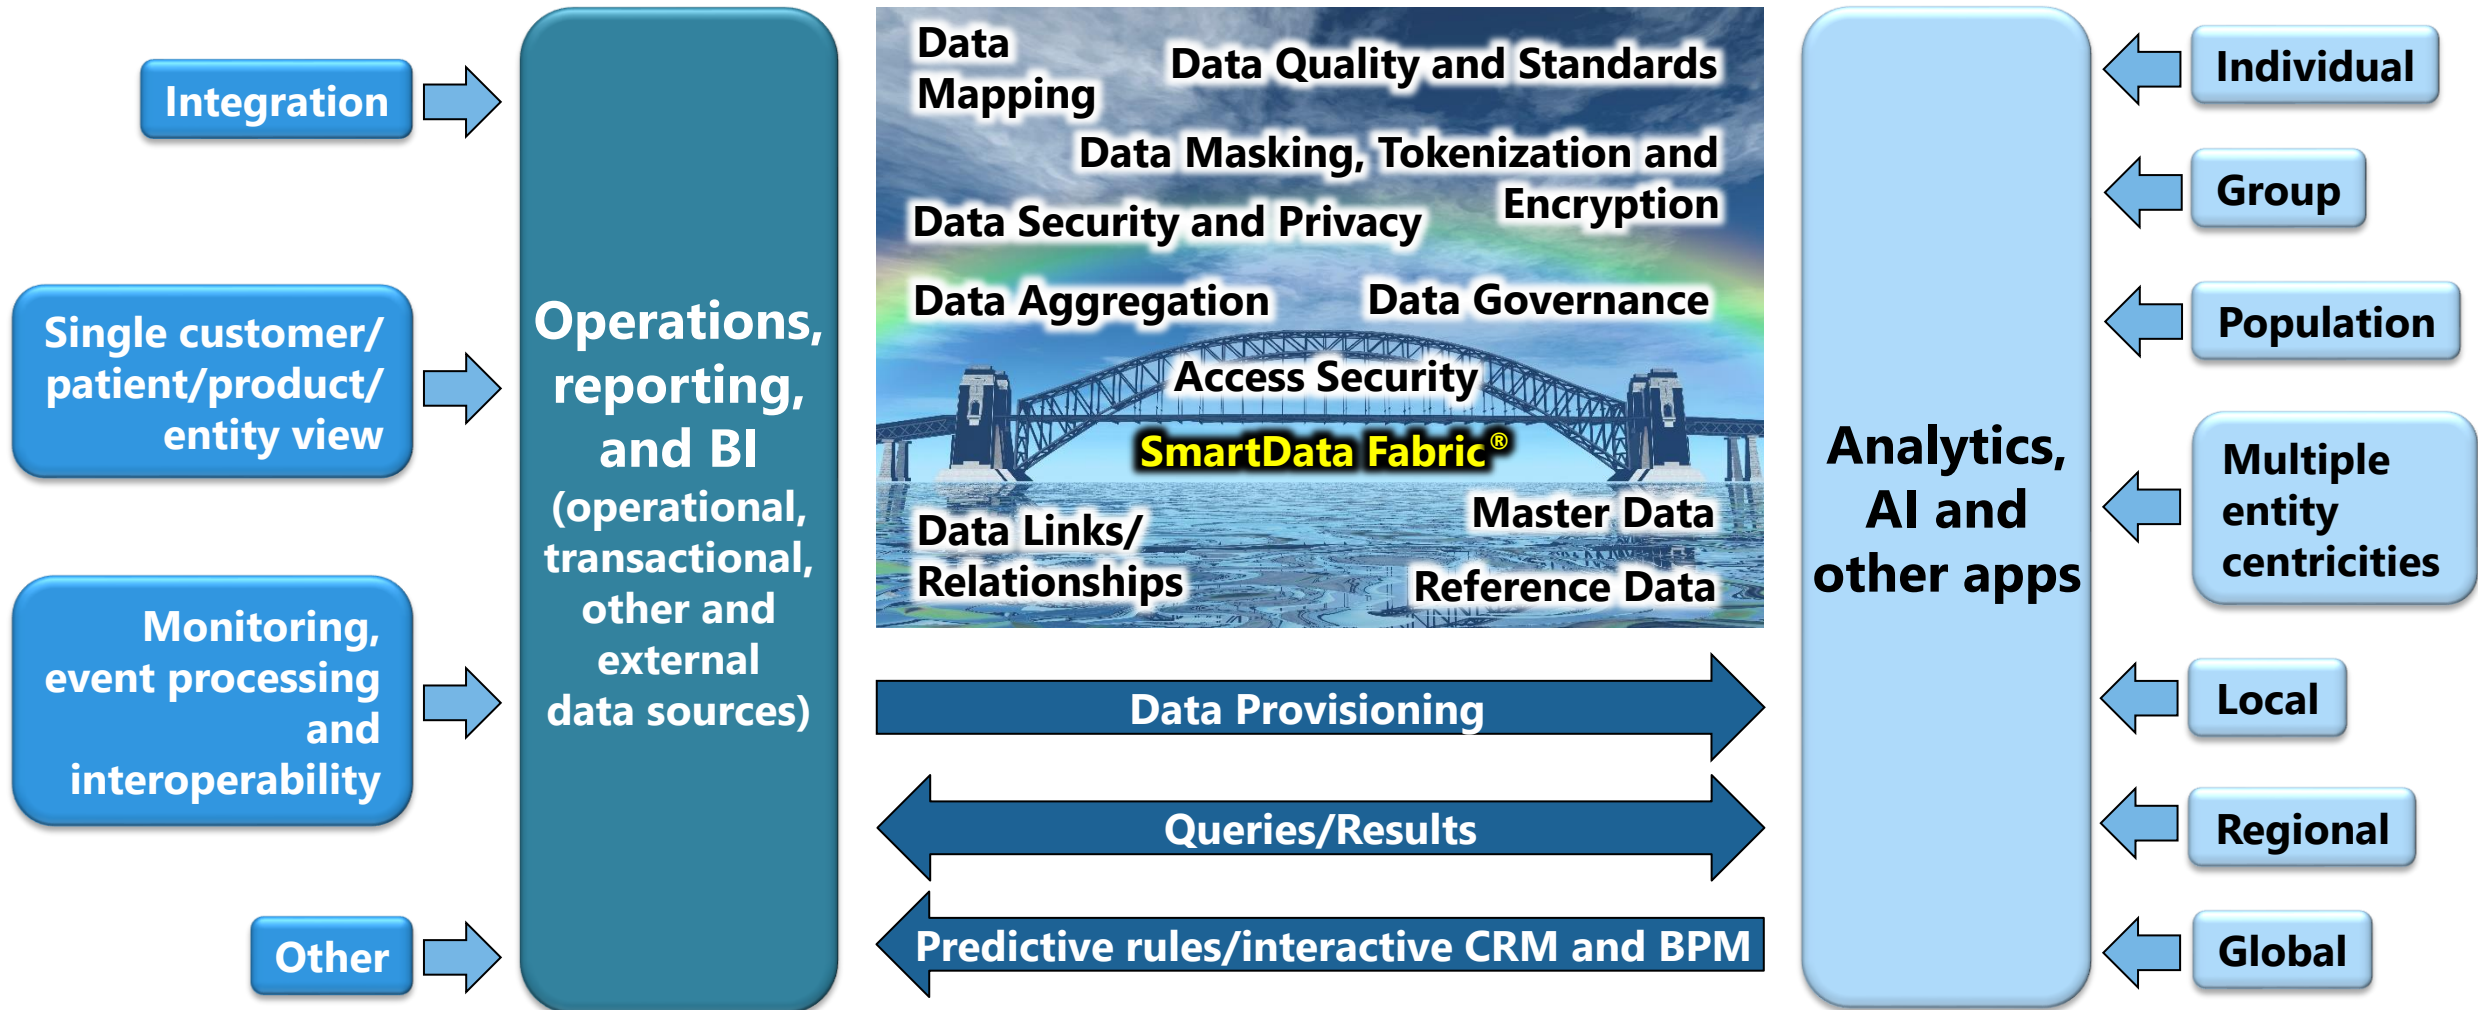 Integration
Single customer/
patient/product/
entity view
Monitoring,
event processing
and
interoperability
Other
Operations,
reporting,
and BI
(operational,
transactional,
other and
external
data sources)
Data
Mapping
Data Quality and Standards
Data Masking, Tokenization and
Encryption
Data Security and Privacy
Data Aggregation
Data Governance
Access Security
SmartData Fabric®
Data Links/
Relationships
Master Data
Reference Data
Data Provisioning
Queries/Results
Predictive rules/interactive CRM and BPM
Analytics,
AI and
other apps
Individual
Group
Population
Multiple
entity
centricities
Local
Regional
Global